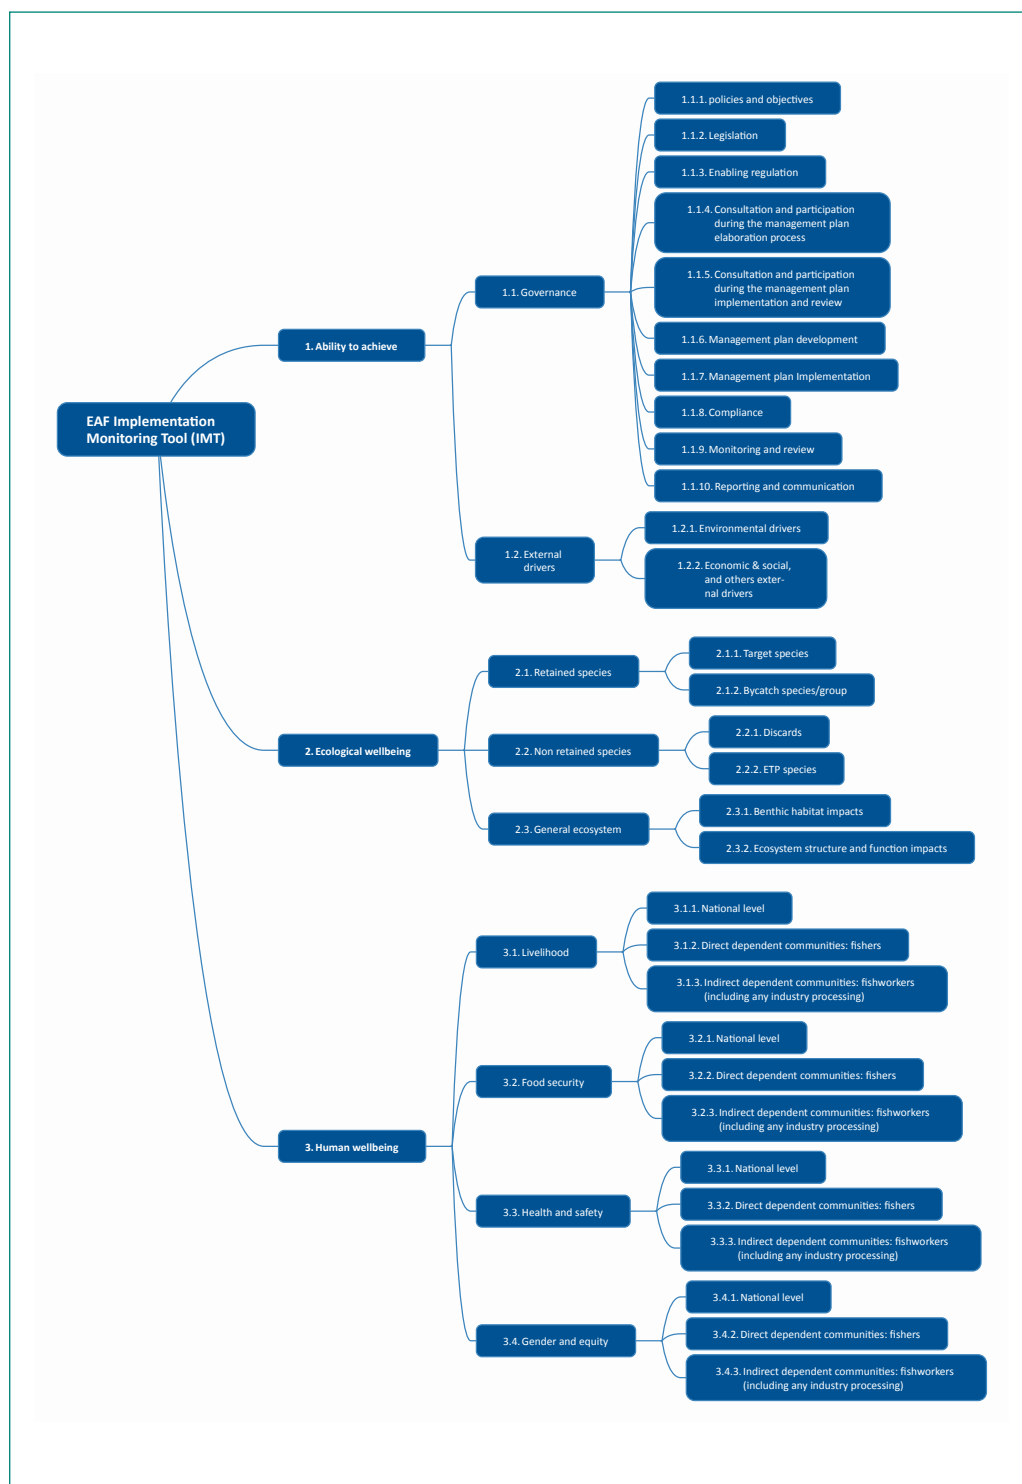 EAF Implementation
Monitoring Tool (IMT)
1. Ability to achieve
1.1. Governance
1.1.1. policies and objectives
1.1.2. Legislation
1.1.3. Enabling regulation
1.1.4. Consultation and participation
during the management plan
elaboration process
1.1.5. Consultation and participation
during the management plan
implementation and review
1.1.6. Management plan development
1.1.7. Management plan Implementation
1.1.8. Compliance
1.1.9. Monitoring and review
1.1.10. Reporting and communication
1.2. External
drivers
1.2.1. Environmental drivers
1.2.2. Economic & social,
and others exter-
nal drivers
2. Ecological wellbeing
2.1. Retained species
2.1.1. Target species
2.1.2. Bycatch species/group
2.2. Non retained species
2.2.1. Discards
2.2.2. ETP species
2.3. General ecosystem
2.3.1. Benthic habitat impacts
2.3.2. Ecosystem structure and function impacts
3. Human wellbeing
3.1. Livelihood
3.1.1. National level
3.1.2. Direct dependent communities: fishers
3.1.3. Indirect dependent communities: fishworkers
(including any industry processing)
3.2. Food security
3.2.1. National level
3.2.2. Direct dependent communities: fishers
3.2.3. Indirect dependent communities: fishworkers
(including any industry processing)
3.3. Health and safety
3.3.1. National level
3.3.2. Direct dependent communities: fishers
3.3.3. Indirect dependent communities: fishworkers
(including any industry processing)
3.4. Gender and equity
3.4.1. National level
3.4.2. Direct dependent communities: fishers
3.4.3. Indirect dependent communities: fishworkers
(including any industry processing)